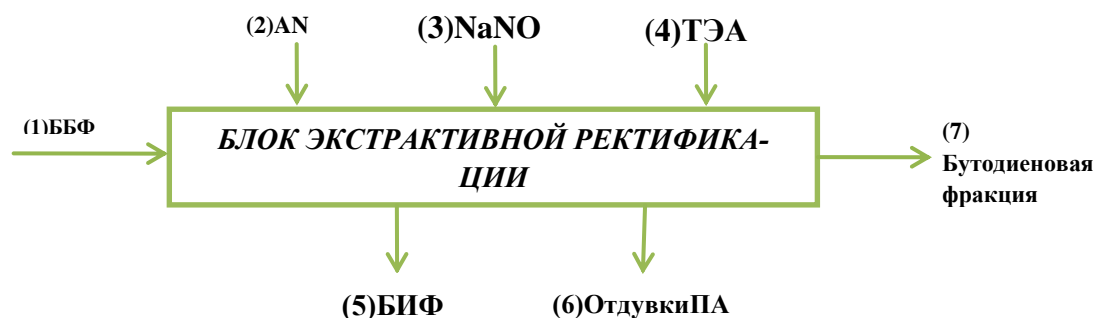 (2)AN
(3)NaNO
(4)ТЭА
(1)ББФ
БЛОК ЭКСТРАКТИВНОЙ РЕКТИФИКА-
ЦИИ
(7)
Бутодиеновая
фракция
(5)БИФ
(6)ОтдувкиПА